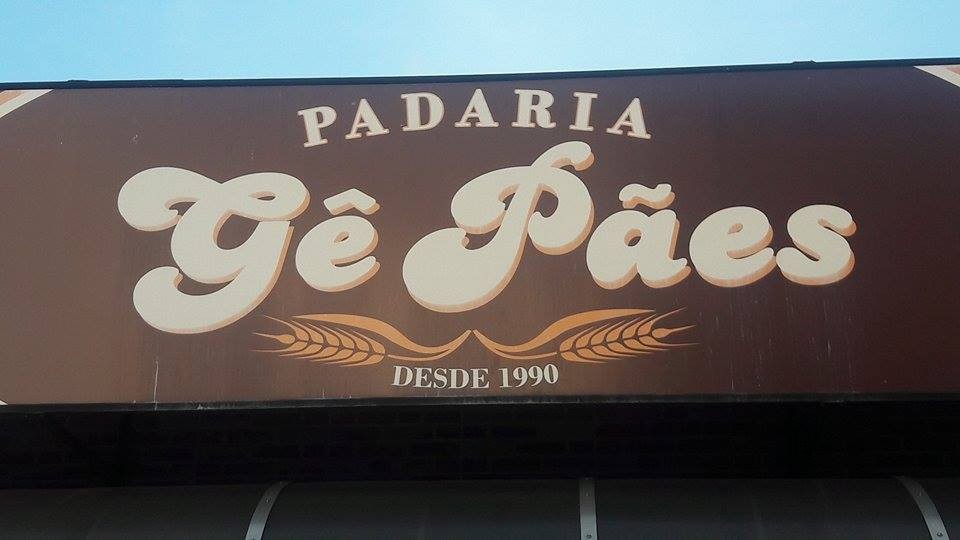 PADARIA
Gê Pães
DESDE 1990